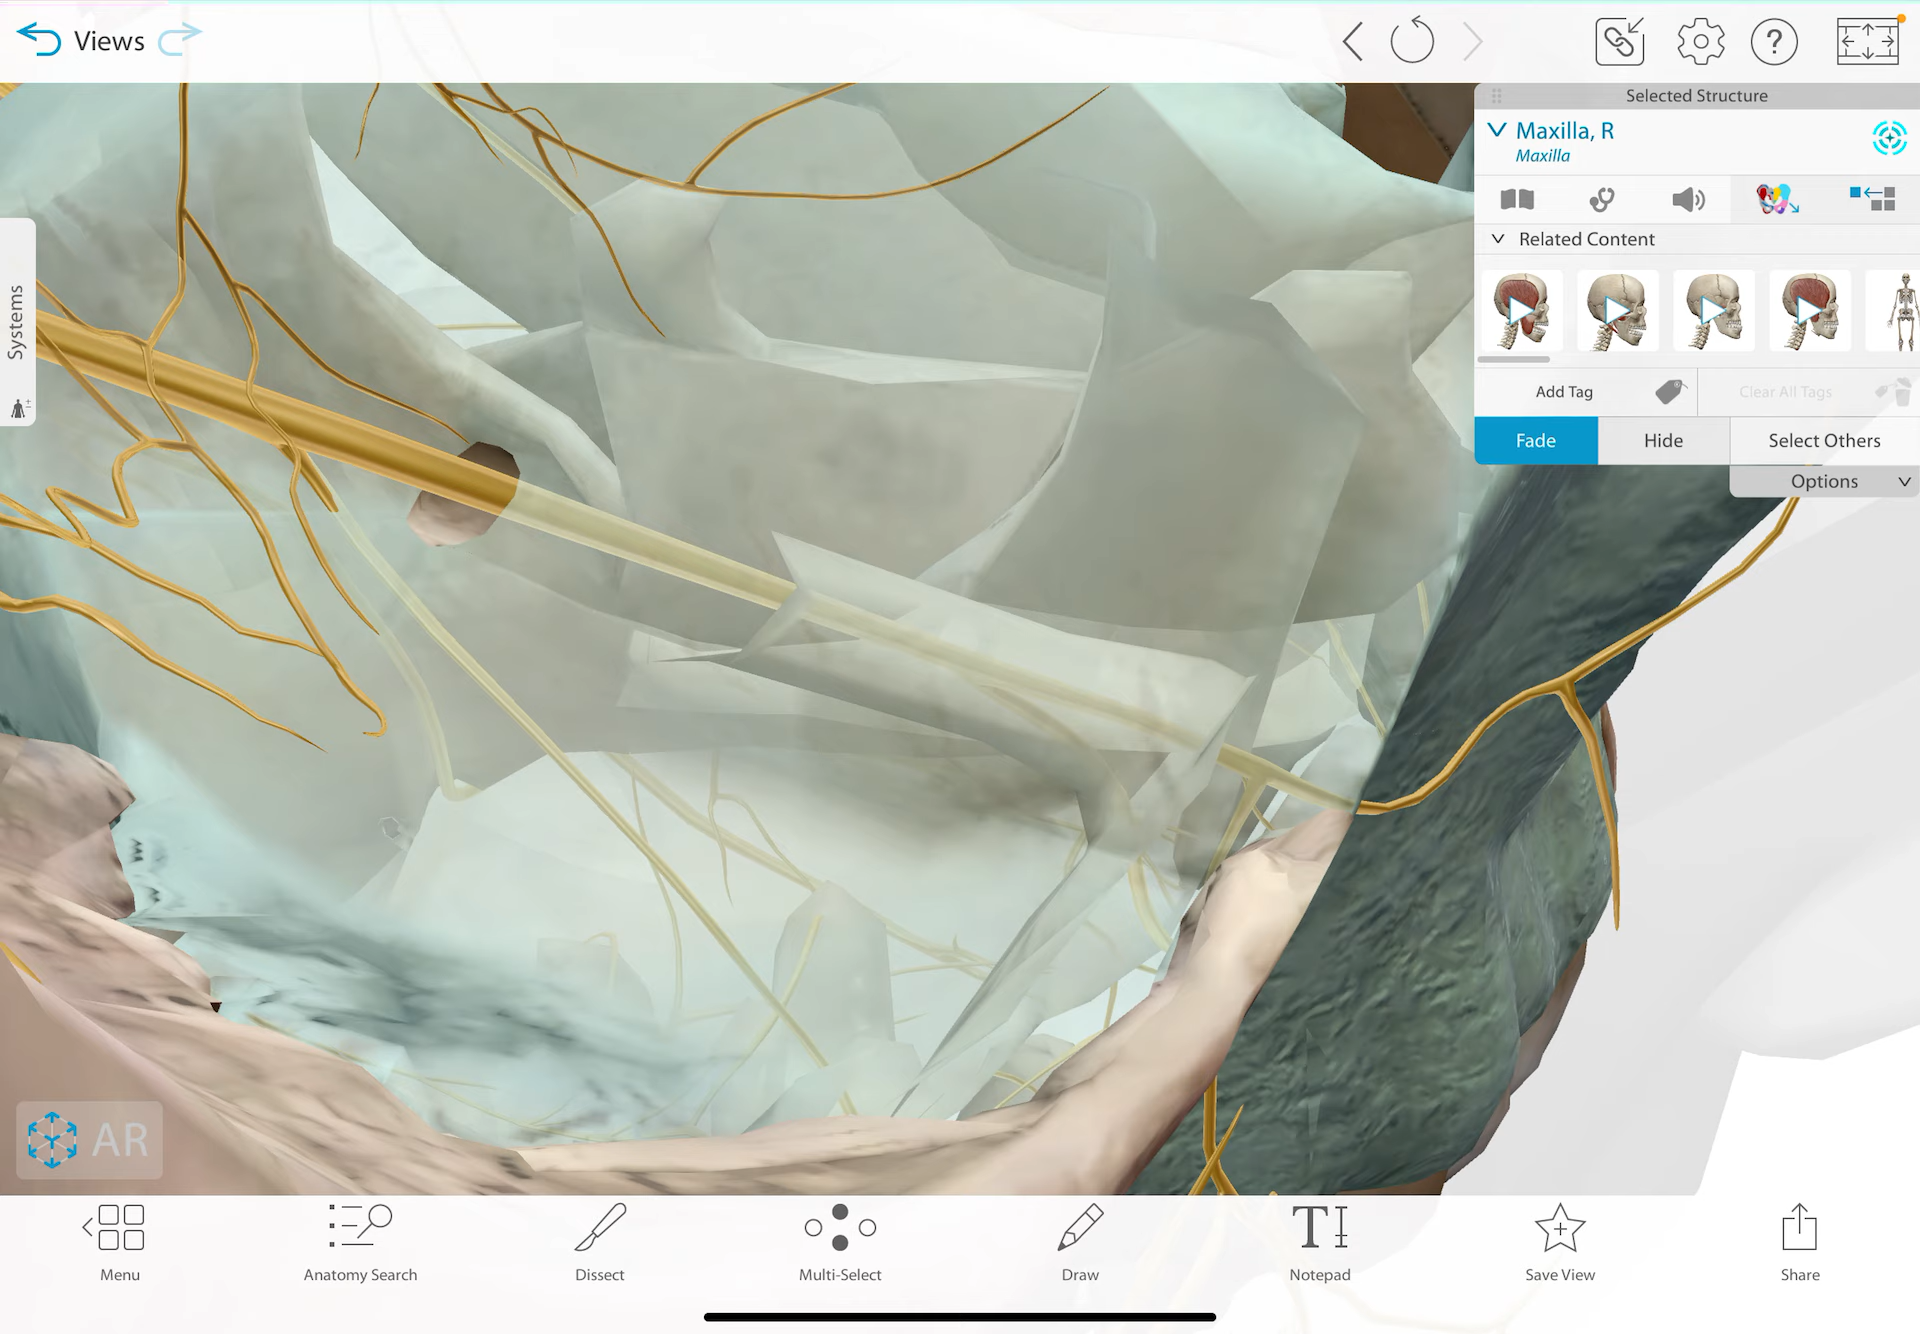 Views
Selected Structure
Maxilla, R
Maxilla
Related Content
Add Tag
Clear All Tags
Fade
Hide
Select Others
Options
Systems
AR
Menu
Anatomy Search
Dissect
Multi-Select
Draw
Notepad
Save View
Share